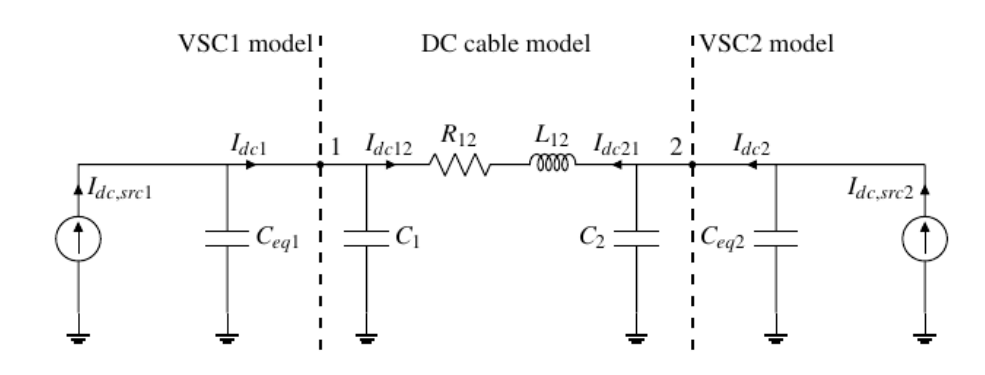 VSC1 model DC cable model VSC2 model
I_{dc1} 1 I_{dc12} R_{12} L_{12} I_{dc21} 2 I_{dc2}
I_{dc,src1} I_{dc,src2}
C_{eq1} C_1 C_2 C_{eq2}